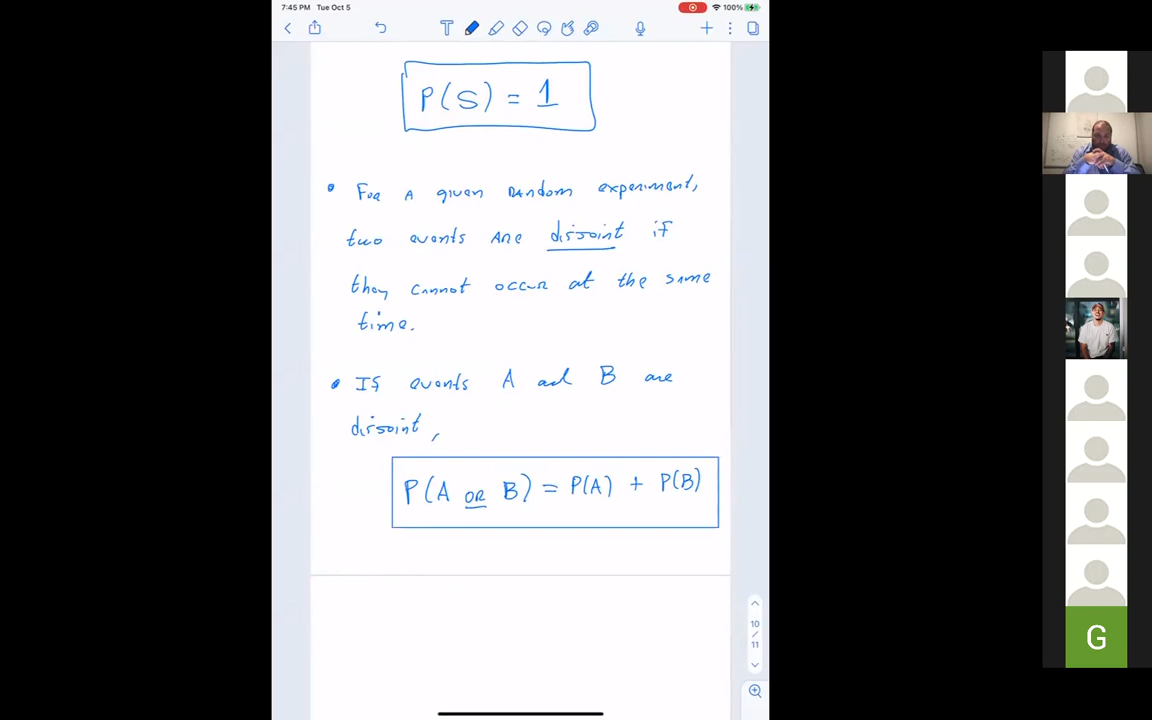 7:45 PM Tue Oct 5
100%
P(S) = 1
• For a given random experiment,
two events are disjoint if
they cannot occur at the same
time.
• If events A and B are
disjoint,
P(A OR B) = P(A) + P(B)
10
/
11
G